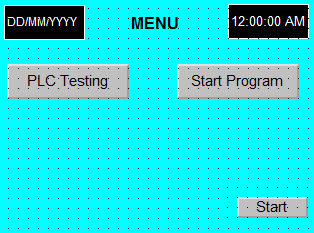 DD/MM/YYYY
MENU
12:00:00 AM
PLC Testing
Start Program
Start